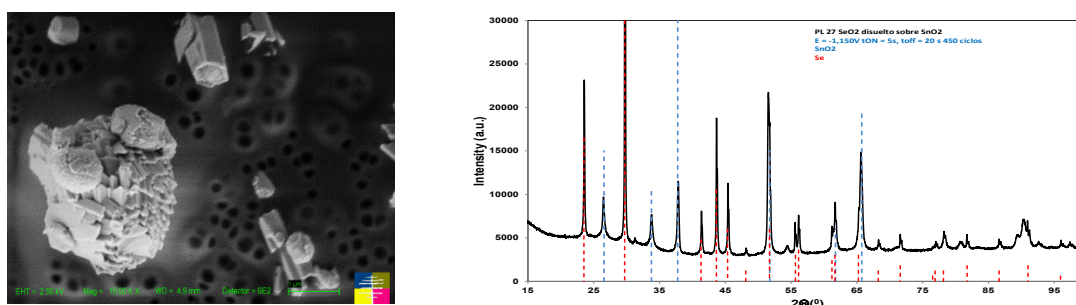 EHT = 2.50 kV Mag = WD = 4.9 mm Detector = SE2
PL 27 SeO2 disuelto sobre SnO2
E = -1,150V tON = 5s, toff = 20 s 450 ciclos
SnO2
Se
Intensity (a.u.)
30000
25000
20000
15000
10000
5000
0
15 25 35 45 55 65 75 85 95
2Θ(º)